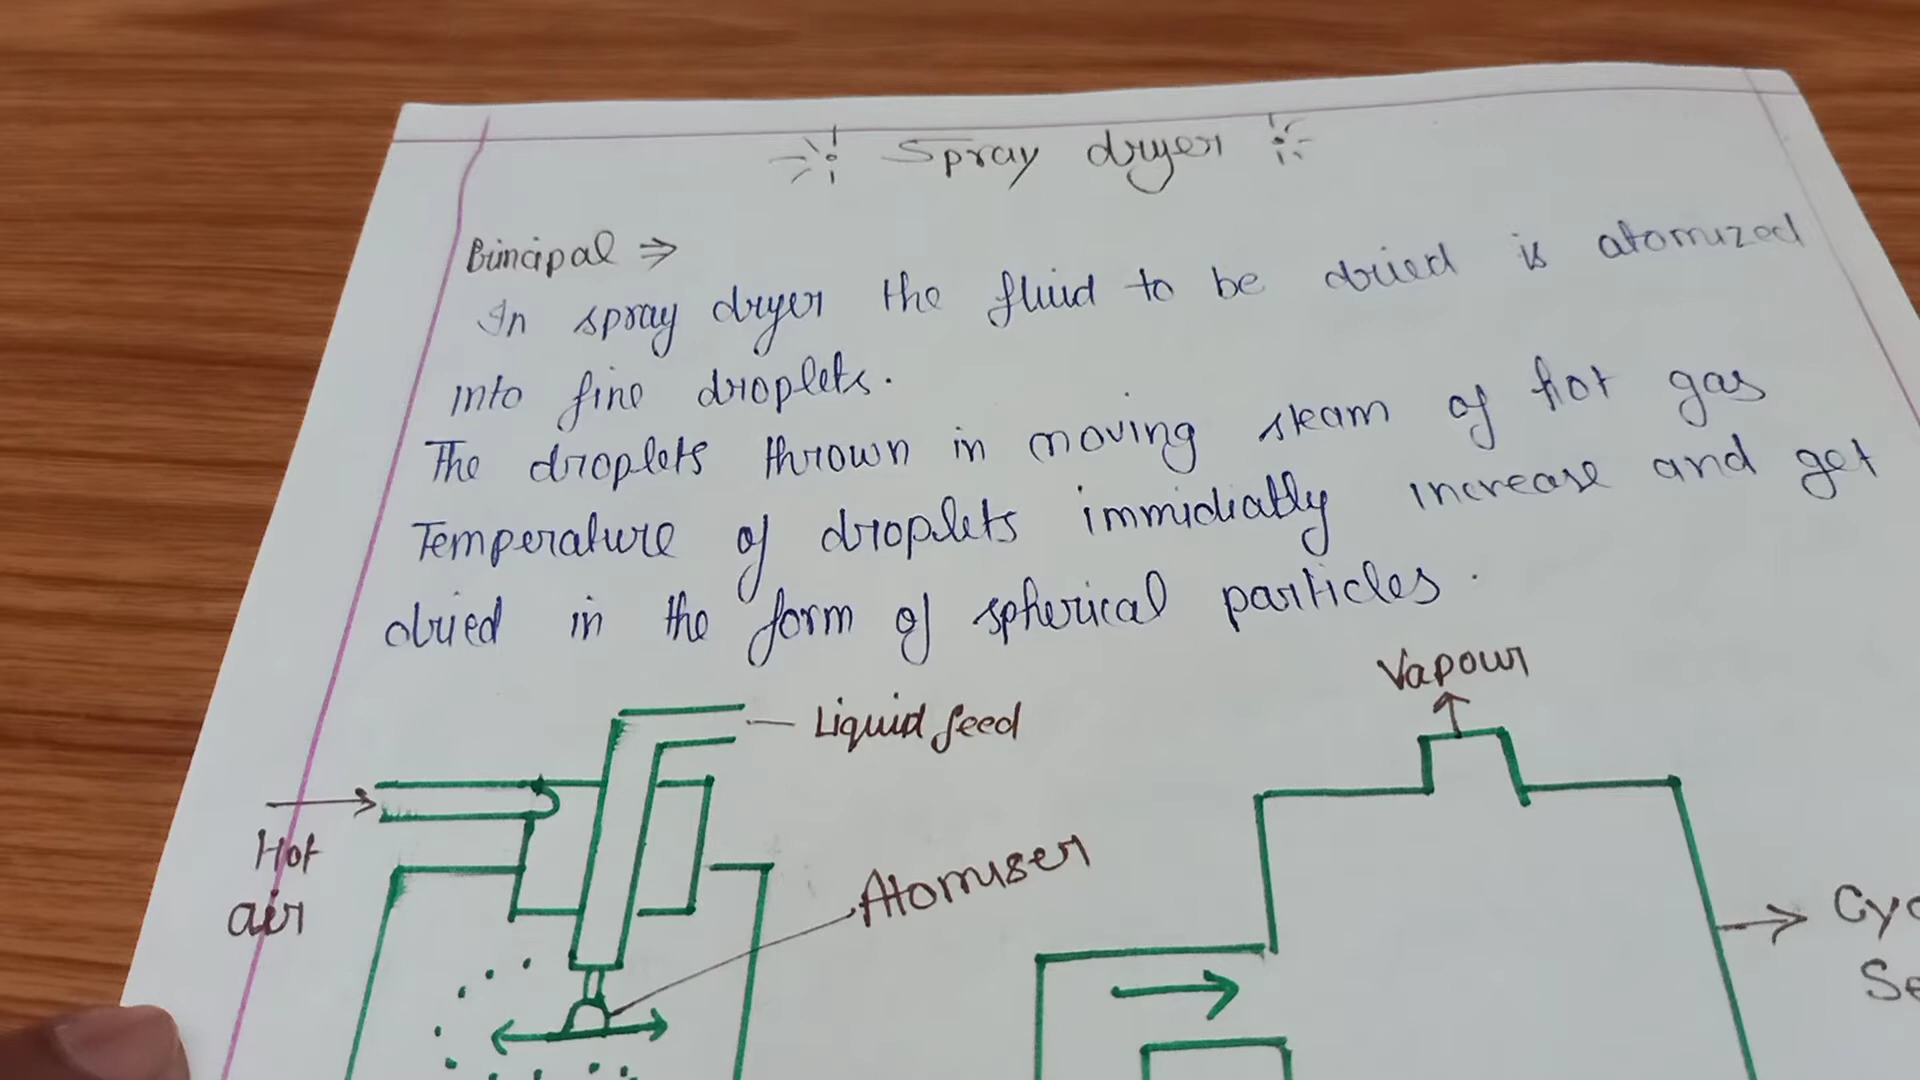 Spray dryer
Principal ⇒
In spray dryer the fluid to be dried is atomized
into fine droplets.
The droplets thrown in moving steam of hot gas
Temperature of droplets immidiatly increase and get
dried in the form of spherical particles.
Vapour
Liquid feed
Hot
air
Atomiser
Cyc
Se